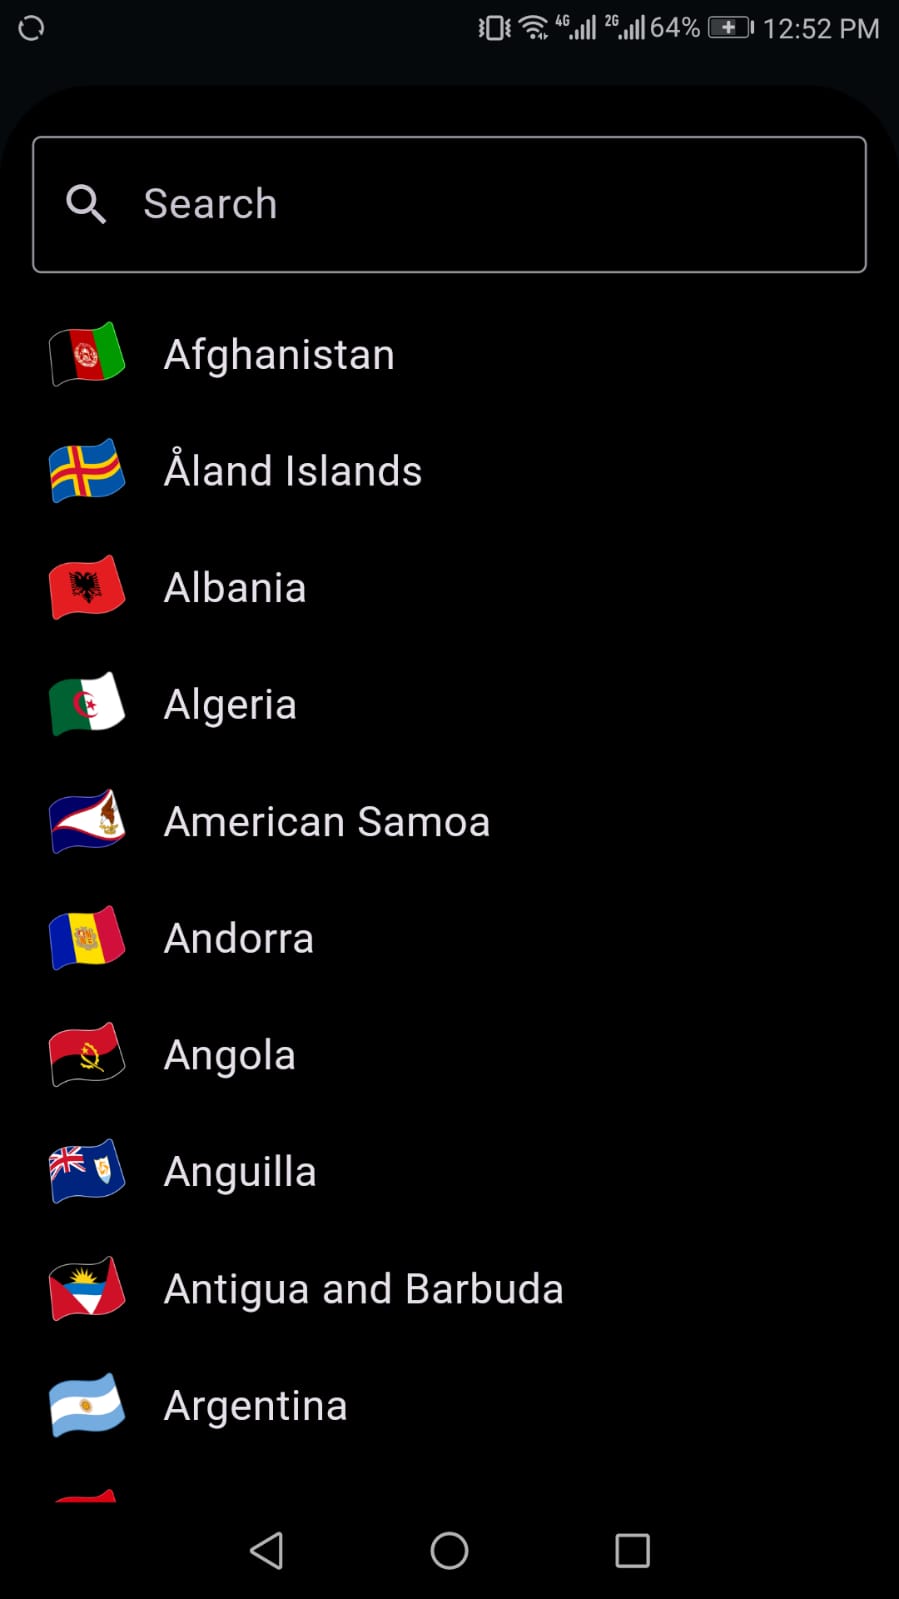 4G 2G 64% 12:52 PM
Search
Afghanistan
Åland Islands
Albania
Algeria
American Samoa
Andorra
Angola
Anguilla
Antigua and Barbuda
Argentina